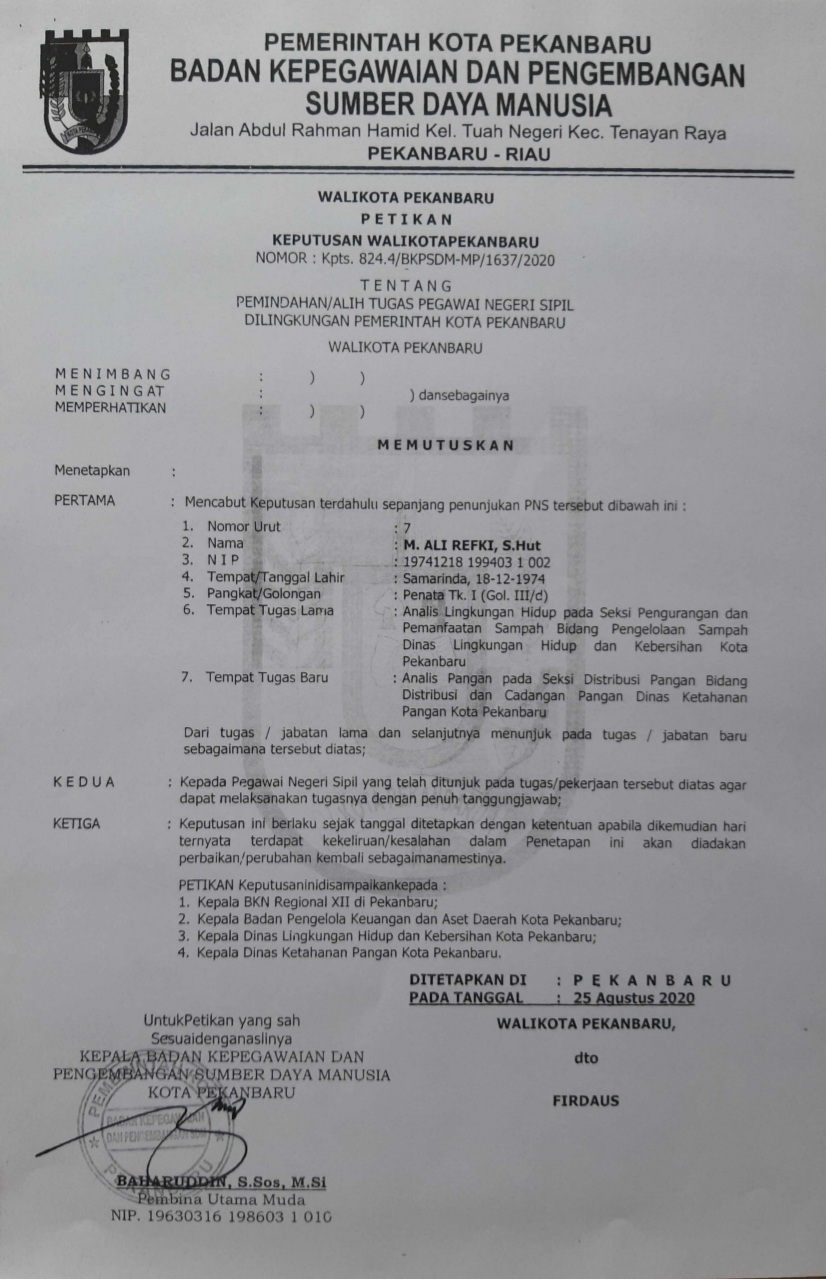 PEMERINTAH KOTA PEKANBARU
BADAN KEPEGAWAIAN DAN PENGEMBANGAN
SUMBER DAYA MANUSIA
Jalan Abdul Rahman Hamid Kel. Tuah Negeri Kec. Tenayan Raya
PEKANBARU - RIAU
WALIKOTA PEKANBARU
P E T I K A N
KEPUTUSAN WALIKOTAPEKANBARU
NOMOR : Kpts. 824.4/BKPSDM-MP/1637/2020
T E N T A N G
PEMINDAHAN/ALIH TUGAS PEGAWAI NEGERI SIPIL
DILINGKUNGAN PEMERINTAH KOTA PEKANBARU
WALIKOTA PEKANBARU
M E N I M B A N G : ) )
M E N G I N G A T : ) dansebagainya
MEMPERHATIKAN : ) )
M E M U T U S K A N
Menetapkan :
PERTAMA : Mencabut Keputusan terdahulu sepanjang penunjukan PNS tersebut dibawah ini :
1. Nomor Urut : 7
2. Nama : M. ALI REFKI, S.Hut
3. N I P : 19741218 199403 1 002
4. Tempat/Tanggal Lahir : Samarinda, 18-12-1974
5. Pangkat/Golongan : Penata Tk. I (Gol. III/d)
6. Tempat Tugas Lama : Analis Lingkungan Hidup pada Seksi Pengurangan dan
Pemanfaatan Sampah Bidang Pengelolaan Sampah
Dinas Lingkungan Hidup dan Kebersihan Kota
Pekanbaru
7. Tempat Tugas Baru : Analis Pangan pada Seksi Distribusi Pangan Bidang
Distribusi dan Cadangan Pangan Dinas Ketahanan
Pangan Kota Pekanbaru
Dari tugas / jabatan lama dan selanjutnya menunjuk pada tugas / jabatan baru
sebagaimana tersebut diatas;
K E D U A : Kepada Pegawai Negeri Sipil yang telah ditunjuk pada tugas/pekerjaan tersebut diatas agar
dapat melaksanakan tugasnya dengan penuh tanggungjawab;
KETIGA : Keputusan ini berlaku sejak tanggal ditetapkan dengan ketentuan apabila dikemudian hari
ternyata terdapat kekeliruan/kesalahan dalam Penetapan ini akan diadakan
perbaikan/perubahan kembali sebagaimanamestinya.
PETIKAN Keputusaninidisampaikankepada :
1. Kepala BKN Regional XII di Pekanbaru;
2. Kepala Badan Pengelola Keuangan dan Aset Daerah Kota Pekanbaru;
3. Kepala Dinas Lingkungan Hidup dan Kebersihan Kota Pekanbaru;
4. Kepala Dinas Ketahanan Pangan Kota Pekanbaru.
DITETAPKAN DI : P E K A N B A R U
PADA TANGGAL : 25 Agustus 2020
WALIKOTA PEKANBARU,
dto
FIRDAUS
UntukPetikan yang sah
Sesuaidenganaslinya
KEPALA BADAN KEPEGAWAIAN DAN
PENGEMBANGAN SUMBER DAYA MANUSIA
KOTA PEKANBARU
BAHARUDDIN, S.Sos, M.Si
Pembina Utama Muda
NIP. 19630316 198603 1 010